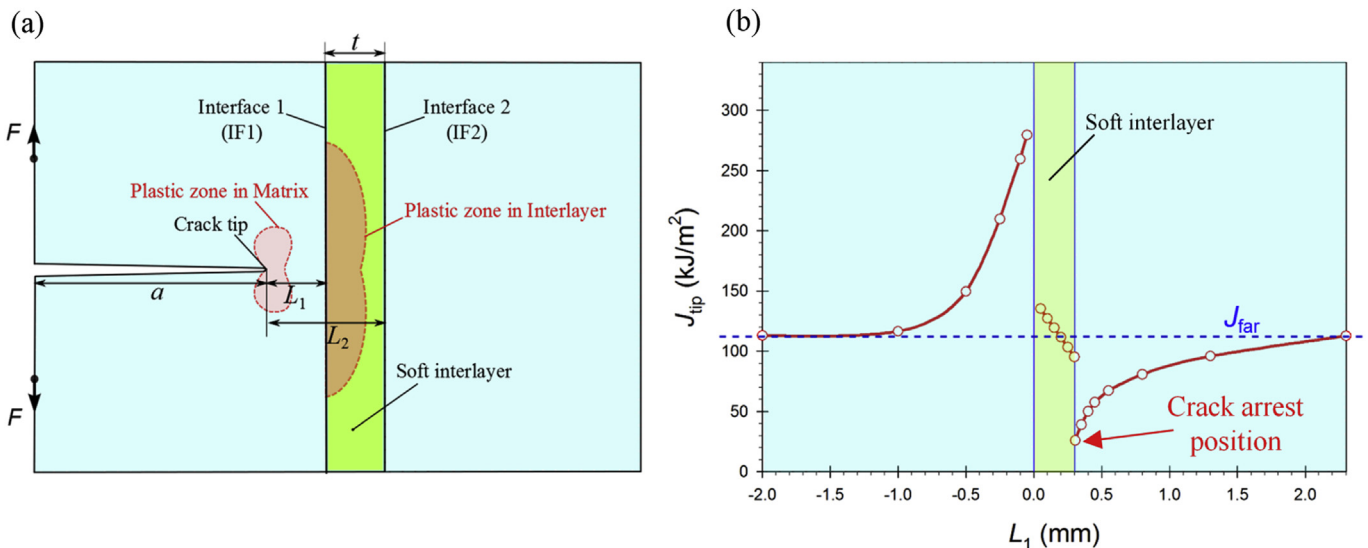 (a)
t
Interface 1
(IF1)
Interface 2
(IF2)
F
Plastic zone in Matrix
Crack tip
Plastic zone in Interlayer
a
L1
L2
Soft interlayer
F
(b)
Jtip (kJ/m²)
300
250
200
150
100
50
0
Soft interlayer
Jfar
Crack arrest
position
-2.0 -1.5 -1.0 -0.5 0.0 0.5 1.0 1.5 2.0
L1 (mm)